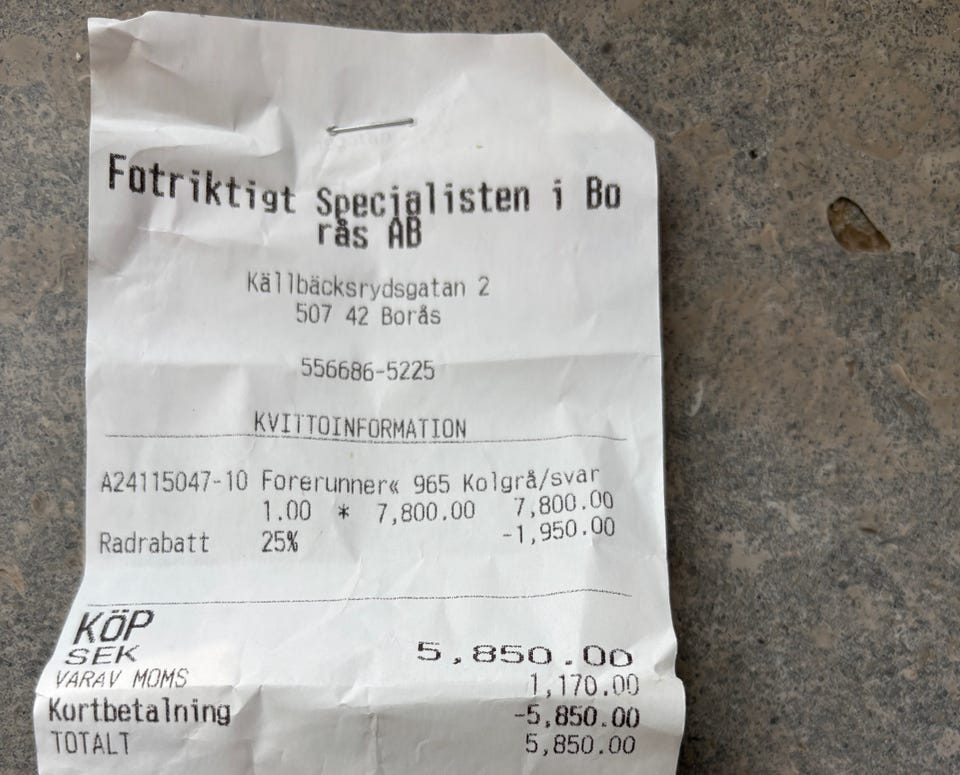 Fotriktigt Specialisten i Bo
rås AB
Källbäcksrydsgatan 2
507 42 Borås
556686-5225
KVITTOINFORMATION
A24115047-10 Forerunner« 965 Kolgrå/svar
1.00 * 7,800.00 7,800.00
Radrabatt 25% -1,950.00
KÖP
SEK 5,850.00
VARAV MOMS 1,170.00
Kortbetalning -5,850.00
TOTALT 5,850.00